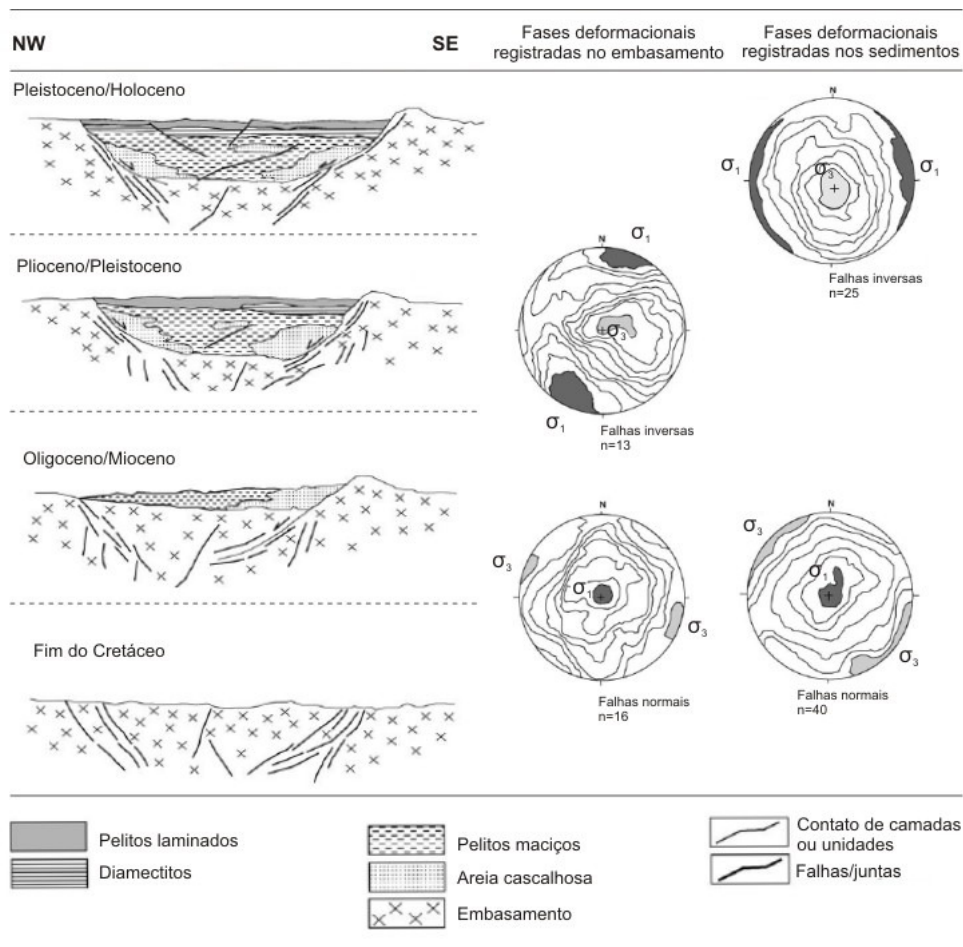 NW
SE
Fases deformacionais
registradas no embasamento
Fases deformacionais
registradas nos sedimentos
Pleistoceno/Holoceno
N
σ1
σ3
σ1
Falhas inversas
n=25
Plioceno/Pleistoceno
N
σ1
σ3
σ1
Falhas inversas
n=13
Oligoceno/Mioceno
N
σ3
σ1
σ3
Falhas normais
n=16
N
σ3
σ1
σ3
Falhas normais
n=40
Fim do Cretáceo
Pelitos laminados
Diamectitos
Pelitos maciços
Areia cascalhosa
Embasamento
Contato de camadas
ou unidades
Falhas/juntas